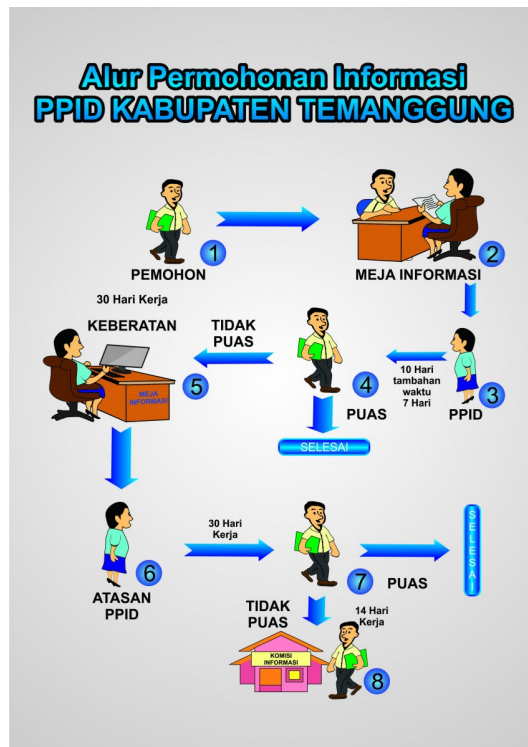 Alur Permohonan Informasi
PPID KABUPATEN TEMANGGUNG
1
PEMOHON
2
MEJA INFORMASI
30 Hari Kerja
KEBERATAN
MEJA
INFORMASI
5
TIDAK
PUAS
4
PUAS
SELESAI
10 Hari
tambahan
waktu
7 Hari
3
PPID
6
ATASAN
PPID
30 Hari
Kerja
7
PUAS
SELESAI
TIDAK
PUAS
14 Hari
Kerja
KOMISI
INFORMASI
8